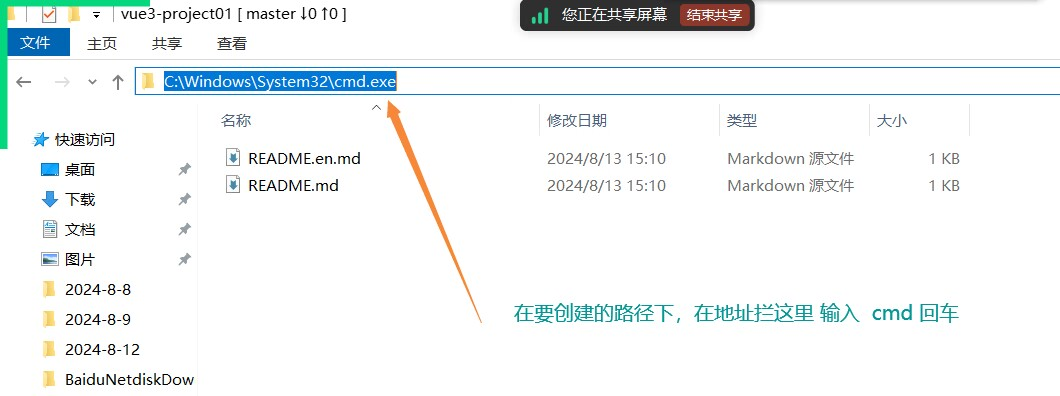 vue3-project01 [ master ↓0 ↑0 ]
您正在共享屏幕 结束共享
文件 主页 共享 查看
C:\Windows\System32\cmd.exe
名称 修改日期 类型 大小
快速访问
README.en.md 2024/8/13 15:10 Markdown 源文件 1 KB
桌面
README.md 2024/8/13 15:10 Markdown 源文件 1 KB
下载
文档
图片
2024-8-8
在要创建的路径下，在地址拦这里 输入 cmd 回车
2024-8-9
2024-8-12
BaiduNetdiskDow